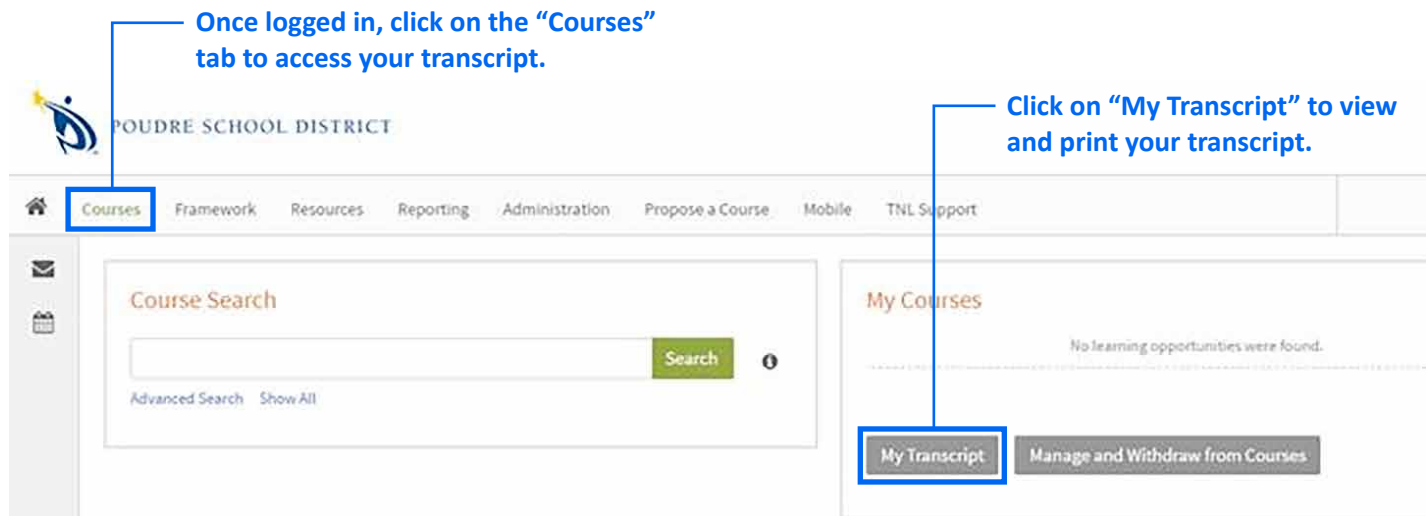 Once logged in, click on the “Courses”
tab to access your transcript.
POUDRE SCHOOL DISTRICT
Click on “My Transcript” to view
and print your transcript.
Courses Framework Resources Reporting Administration Propose a Course Mobile TNL Support
Course Search
Search
Advanced Search Show All
My Courses
No learning opportunities were found.
My Transcript Manage and Withdraw from Courses